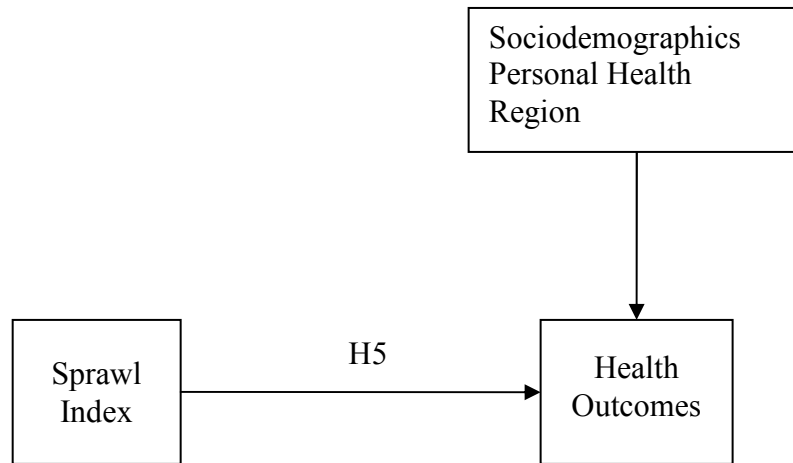 Sociodemographics
Personal Health
Region
H5
Sprawl
Index
Health
Outcomes